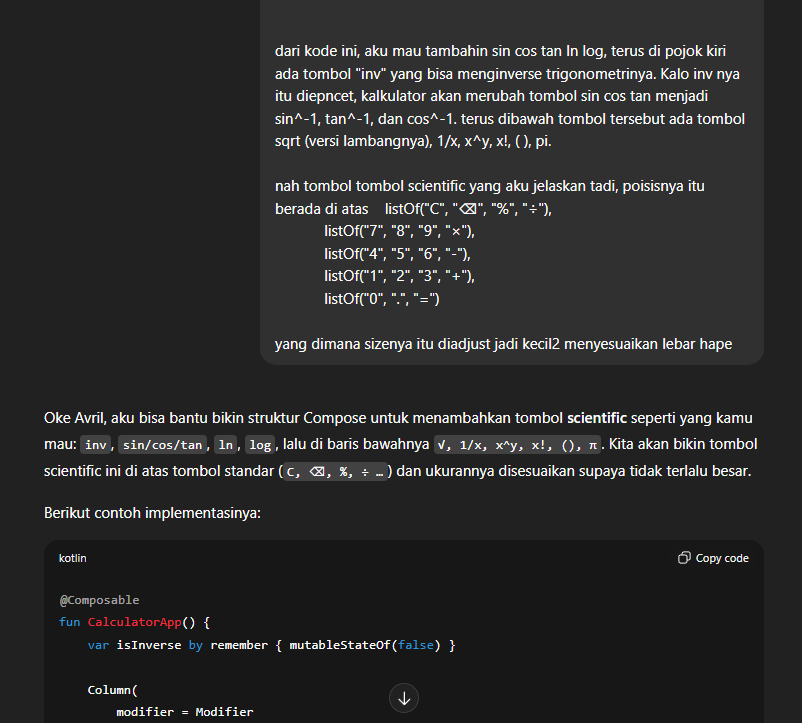 dari kode ini, aku mau tambahin sin cos tan ln log, terus di pojok kiri
ada tombol "inv" yang bisa menginverse trigonometrinya. Kalo inv nya
itu diepncet, kalkulator akan merubah tombol sin cos tan menjadi
sin^-1, tan^-1, dan cos^-1. terus dibawah tombol tersebut ada tombol
sqrt (versi lambangnya), 1/x, x^y, x!, ( ), pi.
nah tombol tombol scientific yang aku jelaskan tadi, poisisnya itu
berada di atas listOf("C", "⌫", "%", "÷"),
listOf("7", "8", "9", "×"),
listOf("4", "5", "6", "-"),
listOf("1", "2", "3", "+"),
listOf("0", ".", "=")
yang dimana sizenya itu diadjust jadi kecil2 menyesuaikan lebar hape
Oke Avril, aku bisa bantu bikin struktur Compose untuk menambahkan tombol scientific seperti yang kamu
mau: inv, sin/cos/tan, ln, log, lalu di baris bawahnya √, 1/x, x^y, x!, (), π. Kita akan bikin tombol
scientific ini di atas tombol standar (C, ⌫, %, ÷ …) dan ukurannya disesuaikan supaya tidak terlalu besar.
Berikut contoh implementasinya:
kotlin
Copy code
@Composable
fun CalculatorApp() {
var isInverse by remember { mutableStateOf(false) }
Column(
modifier = Modifier